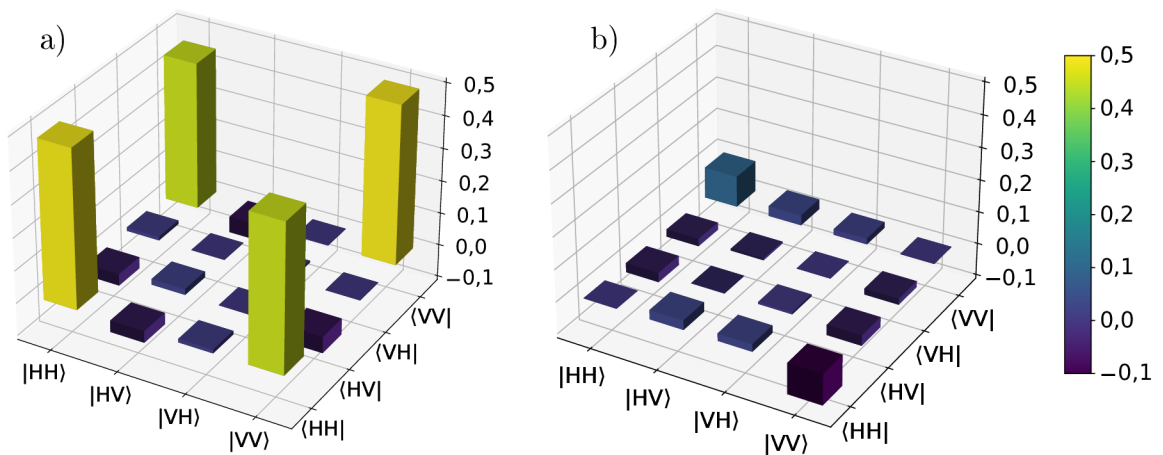 a)
0,5
0,4
0,3
0,2
0,1
0,0
−0,1
|HH⟩
|HV⟩
|VH⟩
|VV⟩
⟨HH|
⟨HV|
⟨VH|
⟨VV|
b)
0,5
0,4
0,3
0,2
0,1
0,0
−0,1
|HH⟩
|HV⟩
|VH⟩
|VV⟩
⟨HH|
⟨HV|
⟨VH|
⟨VV|
0,5
0,4
0,3
0,2
0,1
0,0
−0,1